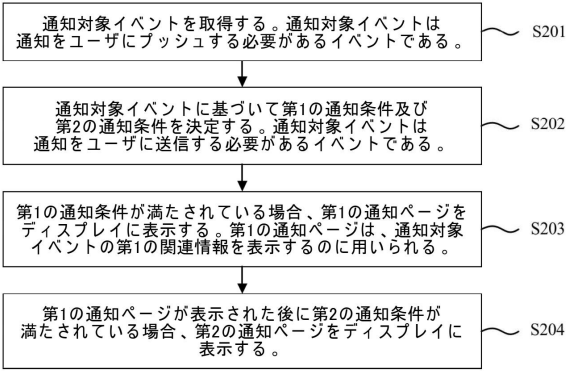 通知対象イベントを取得する。通知対象イベントは
通知をユーザにプッシュする必要があるイベントである。
S201
通知対象イベントに基づいて第1の通知条件及び
第2の通知条件を決定する。通知対象イベントは
通知をユーザに送信する必要があるイベントである。
S202
第1の通知条件が満たされている場合、第1の通知ページを
ディスプレイに表示する。第1の通知ページは、通知対象
イベントの第1の関連情報を表示するのに用いられる。
S203
第1の通知ページが表示された後に第2の通知条件が
満たされている場合、第2の通知ページをディスプレイに
表示する。
S204